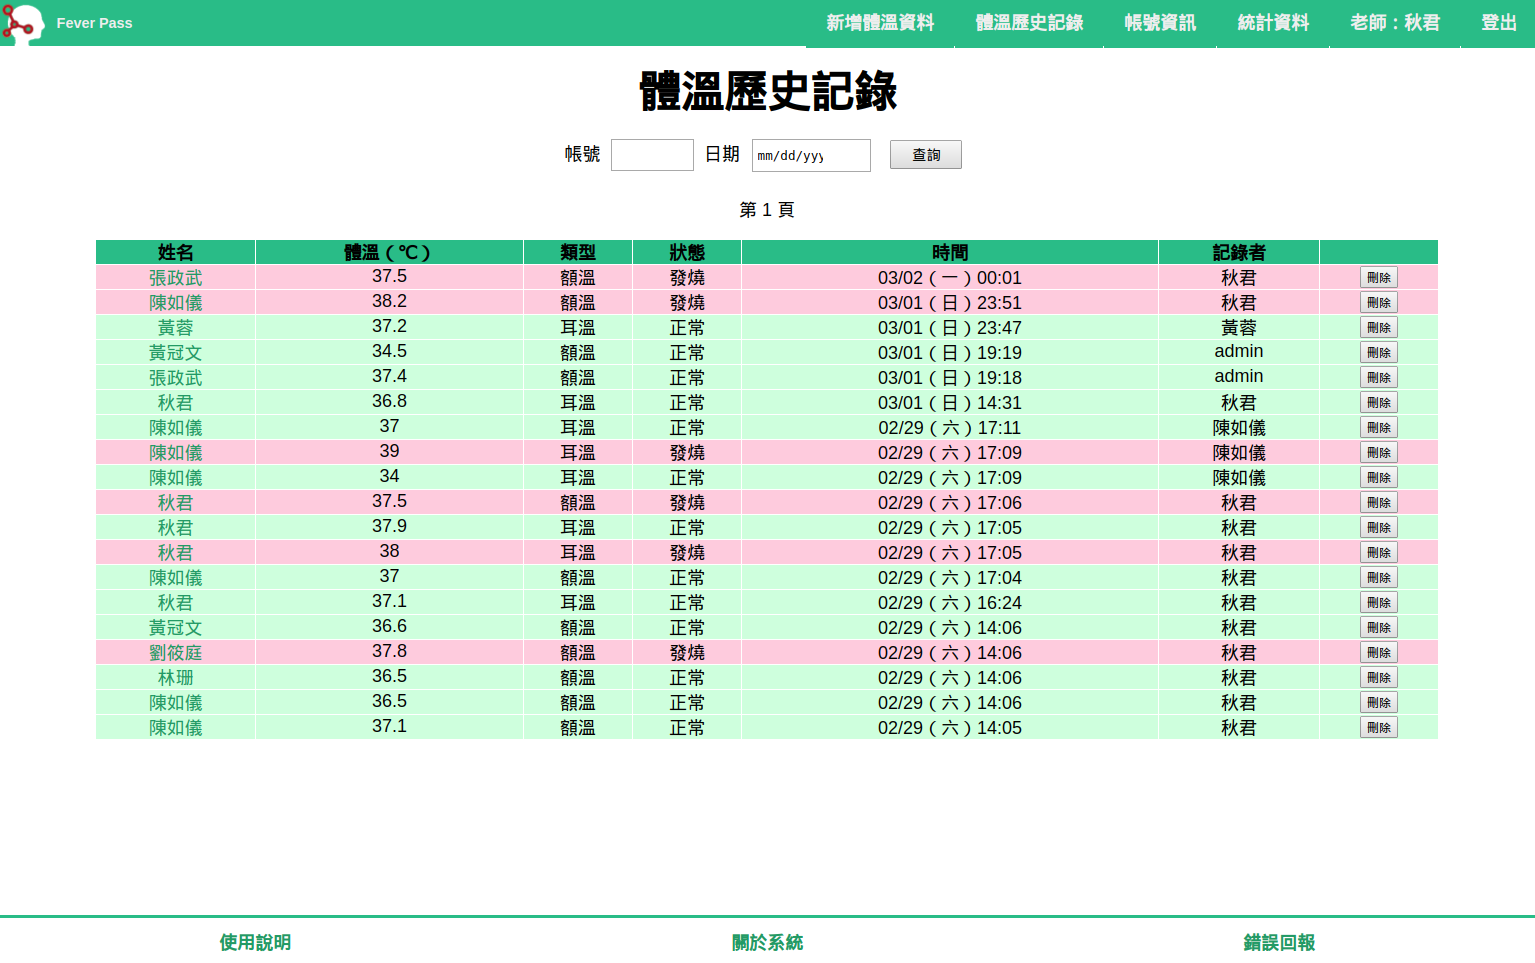 Fever Pass 新增體溫資料 體溫歷史記錄 帳號資訊 統計資料 老師：秋君 登出
體溫歷史記錄
帳號 日期 mm/dd/yyy 查詢
第 1 頁
姓名 體溫（℃） 類型 狀態 時間 記錄者
張政武 37.5 額溫 發燒 03/02（一）00:01 秋君 刪除
陳如儀 38.2 額溫 發燒 03/01（日）23:51 秋君 刪除
黃蓉 37.2 耳溫 正常 03/01（日）23:47 黃蓉 刪除
黃冠文 34.5 額溫 正常 03/01（日）19:19 admin 刪除
張政武 37.4 額溫 正常 03/01（日）19:18 admin 刪除
秋君 36.8 耳溫 正常 03/01（日）14:31 秋君 刪除
陳如儀 37 耳溫 正常 02/29（六）17:11 陳如儀 刪除
陳如儀 39 耳溫 發燒 02/29（六）17:09 陳如儀 刪除
陳如儀 34 耳溫 正常 02/29（六）17:09 陳如儀 刪除
秋君 37.5 額溫 發燒 02/29（六）17:06 秋君 刪除
秋君 37.9 耳溫 正常 02/29（六）17:05 秋君 刪除
秋君 38 耳溫 發燒 02/29（六）17:05 秋君 刪除
陳如儀 37 額溫 正常 02/29（六）17:04 秋君 刪除
秋君 37.1 耳溫 正常 02/29（六）16:24 秋君 刪除
黃冠文 36.6 額溫 正常 02/29（六）14:06 秋君 刪除
劉筱庭 37.8 額溫 發燒 02/29（六）14:06 秋君 刪除
林珊 36.5 額溫 正常 02/29（六）14:06 秋君 刪除
陳如儀 36.5 額溫 正常 02/29（六）14:06 秋君 刪除
陳如儀 37.1 額溫 正常 02/29（六）14:05 秋君 刪除
使用說明 關於系統 錯誤回報